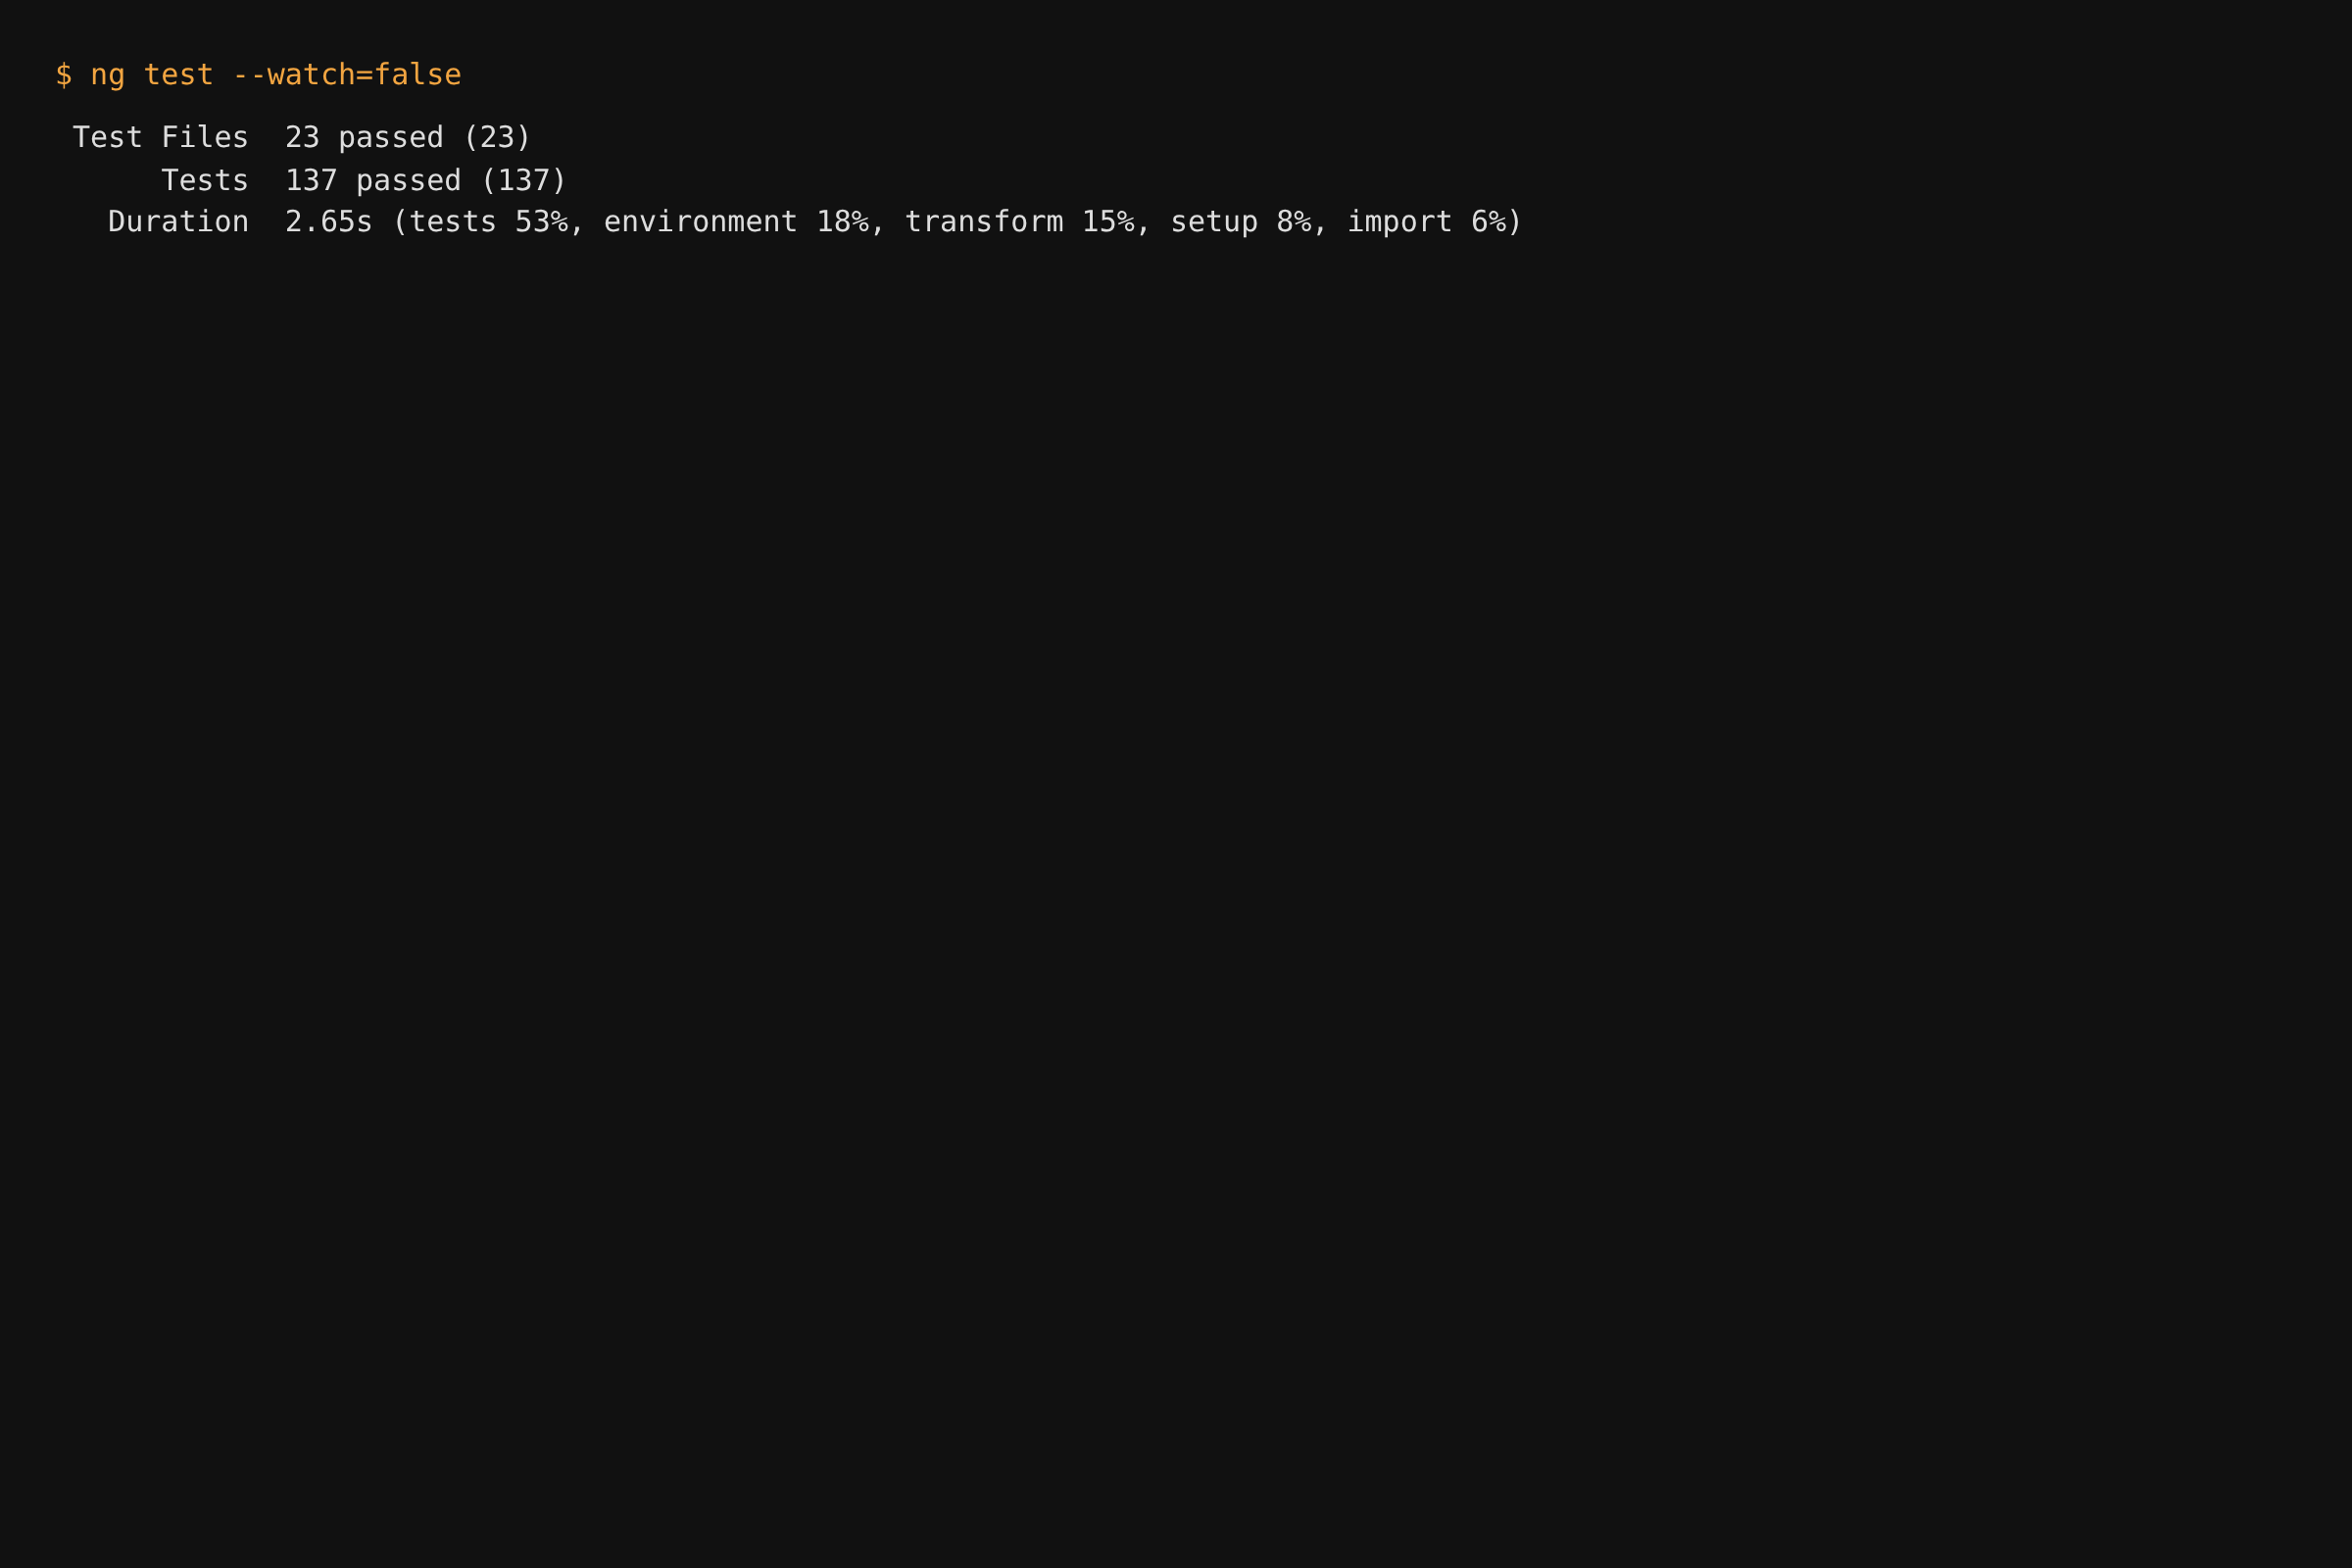 $ ng test --watch=false
Test Files  23 passed (23)
Tests  137 passed (137)
Duration  2.65s (tests 53%, environment 18%, transform 15%, setup 8%, import 6%)